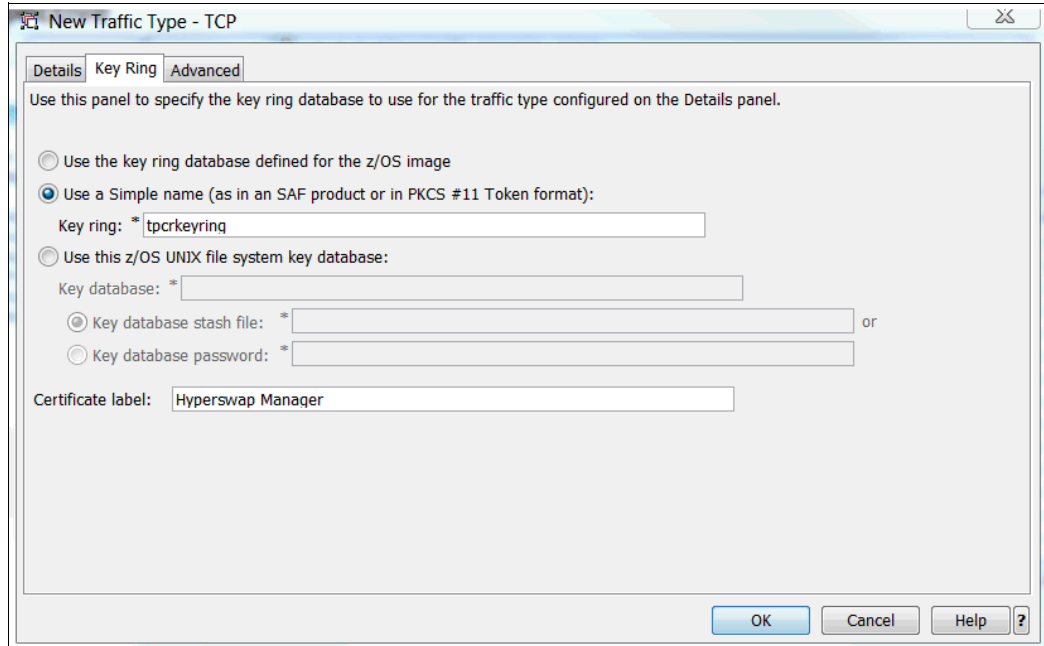 New Traffic Type - TCP
Details Key Ring Advanced
Use this panel to specify the key ring database to use for the traffic type configured on the Details panel.
Use the key ring database defined for the z/OS image
Use a Simple name (as in an SAF product or in PKCS #11 Token format):
Key ring: * tpcrkeyring
Use this z/OS UNIX file system key database:
Key database: *
Key database stash file: * or
Key database password: *
Certificate label: Hyperswap Manager
OK Cancel Help ?